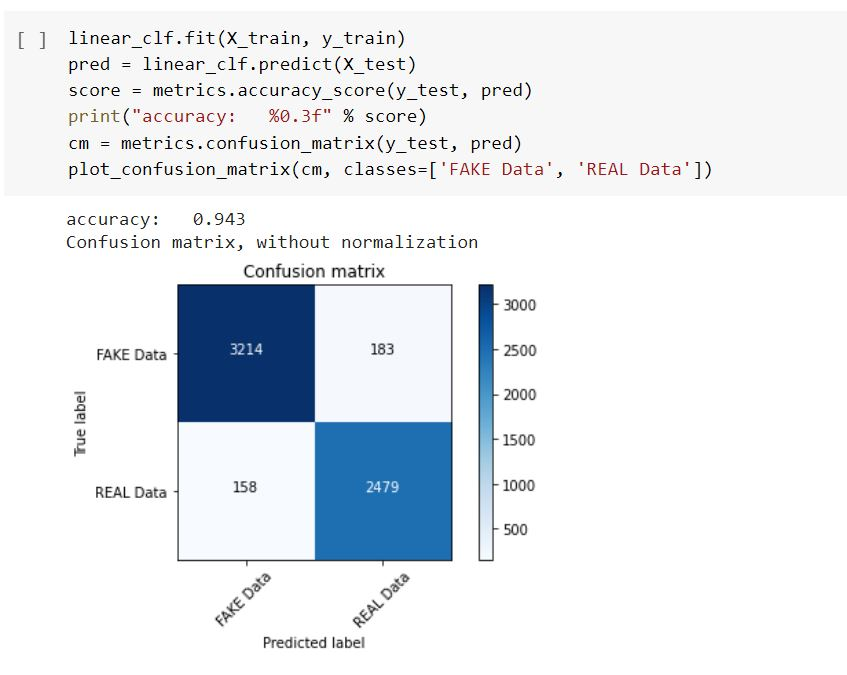 [ ] linear_clf.fit(X_train, y_train)
pred = linear_clf.predict(X_test)
score = metrics.accuracy_score(y_test, pred)
print("accuracy:   %0.3f" % score)
cm = metrics.confusion_matrix(y_test, pred)
plot_confusion_matrix(cm, classes=['FAKE Data', 'REAL Data'])
accuracy:   0.943
Confusion matrix, without normalization
Confusion matrix
3000
2500
2000
1500
1000
500
True label
FAKE Data
3214 183
REAL Data
158 2479
FAKE Data
REAL Data
Predicted label